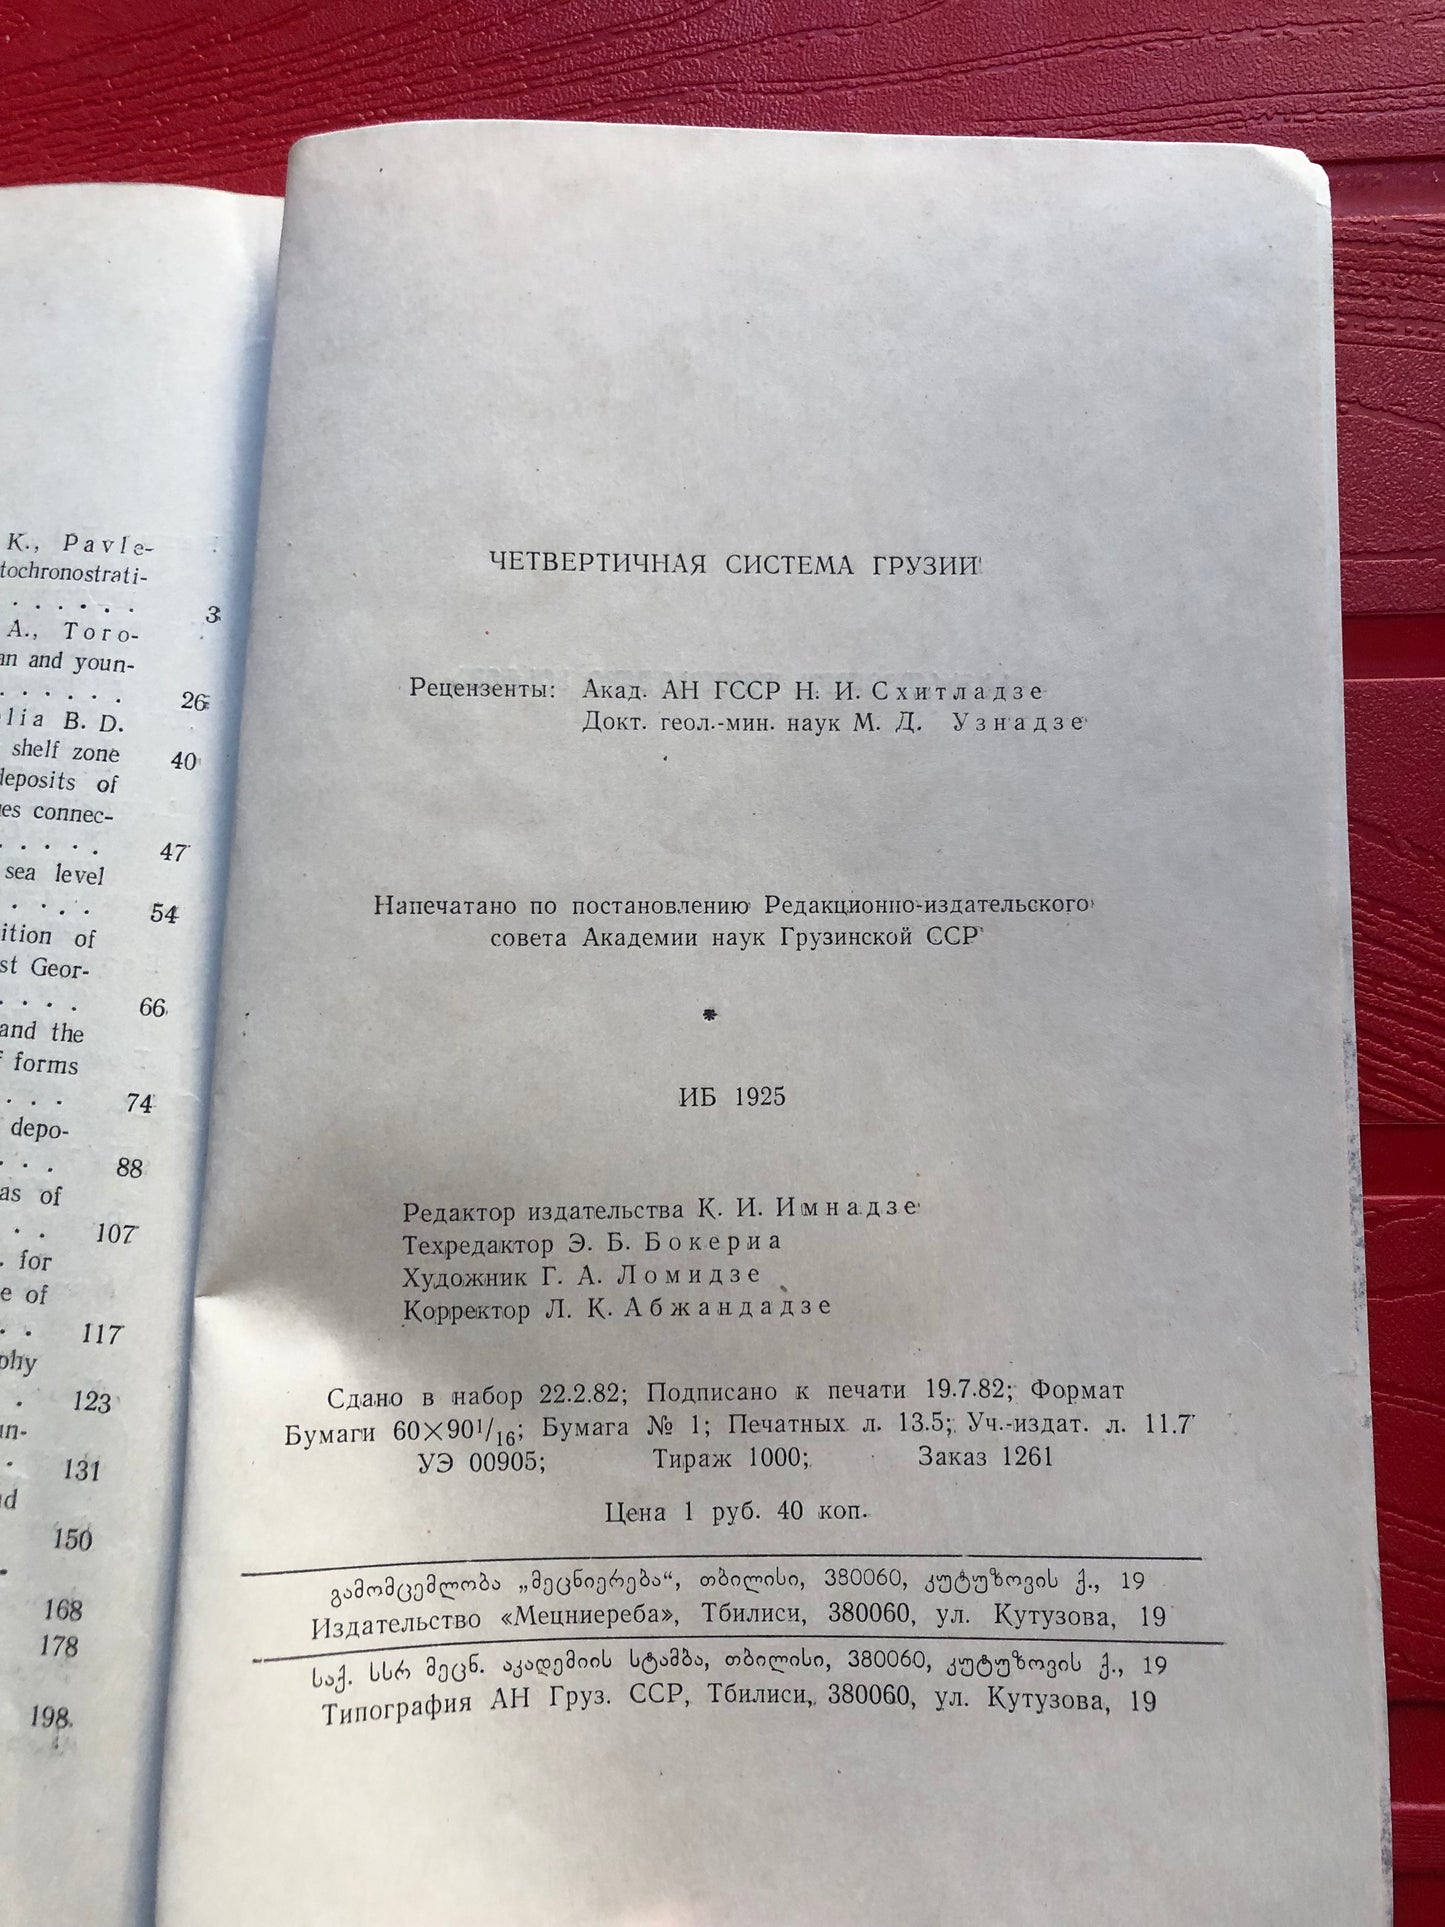 K., Pavle-
tochronostrati-
. . . . . . 3
A., Toro-
an and youn-
. . . . . . 26
lia B. D.
shelf zone 40
deposits of
es connec-
. . . . . 47
sea level
. . . . 54
ition of
st Geor-
. . . . 66
and the
forms
. . . 74
depo-
. . . 88
as of
. . 107
. for
e of
. . 117
phy
. 123
un-
. 131
150
168
178
198
ЧЕТВЕРТИЧНАЯ СИСТЕМА ГРУЗИИ
Рецензенты: Акад. АН ГССР Н. И. Схитладзе
Докт. геол.-мин. наук М. Д. Узнадзе
Напечатано по постановлению Редакционно-издательского
совета Академии наук Грузинской ССР
*
ИБ 1925
Редактор издательства К. И. Имнадзе
Техредактор Э. Б. Бокериа
Художник Г. А. Ломидзе
Корректор Л. К. Абжандадзе
Сдано в набор 22.2.82; Подписано к печати 19.7.82; Формат
Бумаги 60×90¹/₁₆; Бумага № 1; Печатных л. 13.5; Уч.-издат. л. 11.7
УЭ 00905; Тираж 1000; Заказ 1261
Цена 1 руб. 40 коп.
გამომცემლობა „მეცნიერება“, თბილისი, 380060, კუტუზოვის ქ., 19
Издательство «Мецниереба», Тбилиси, 380060, ул. Кутузова, 19
საქ. სსრ მეცნ. აკადემიის სტამბა, თბილისი, 380060, კუტუზოვის ქ., 19
Типография АН Груз. ССР, Тбилиси, 380060, ул. Кутузова, 19